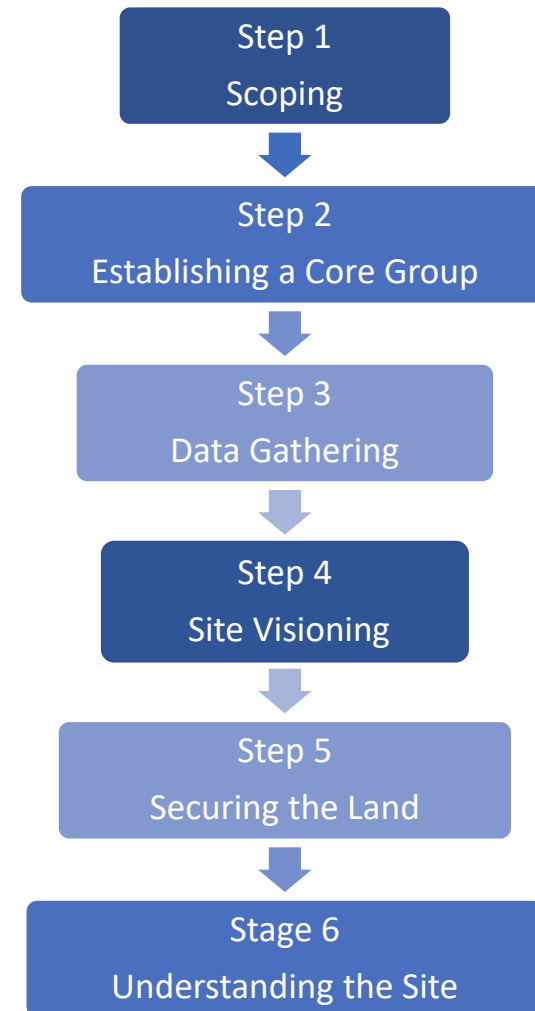 Step 1
Scoping
Step 2
Establishing a Core Group
Step 3
Data Gathering
Step 4
Site Visioning
Step 5
Securing the Land
Stage 6
Understanding the Site